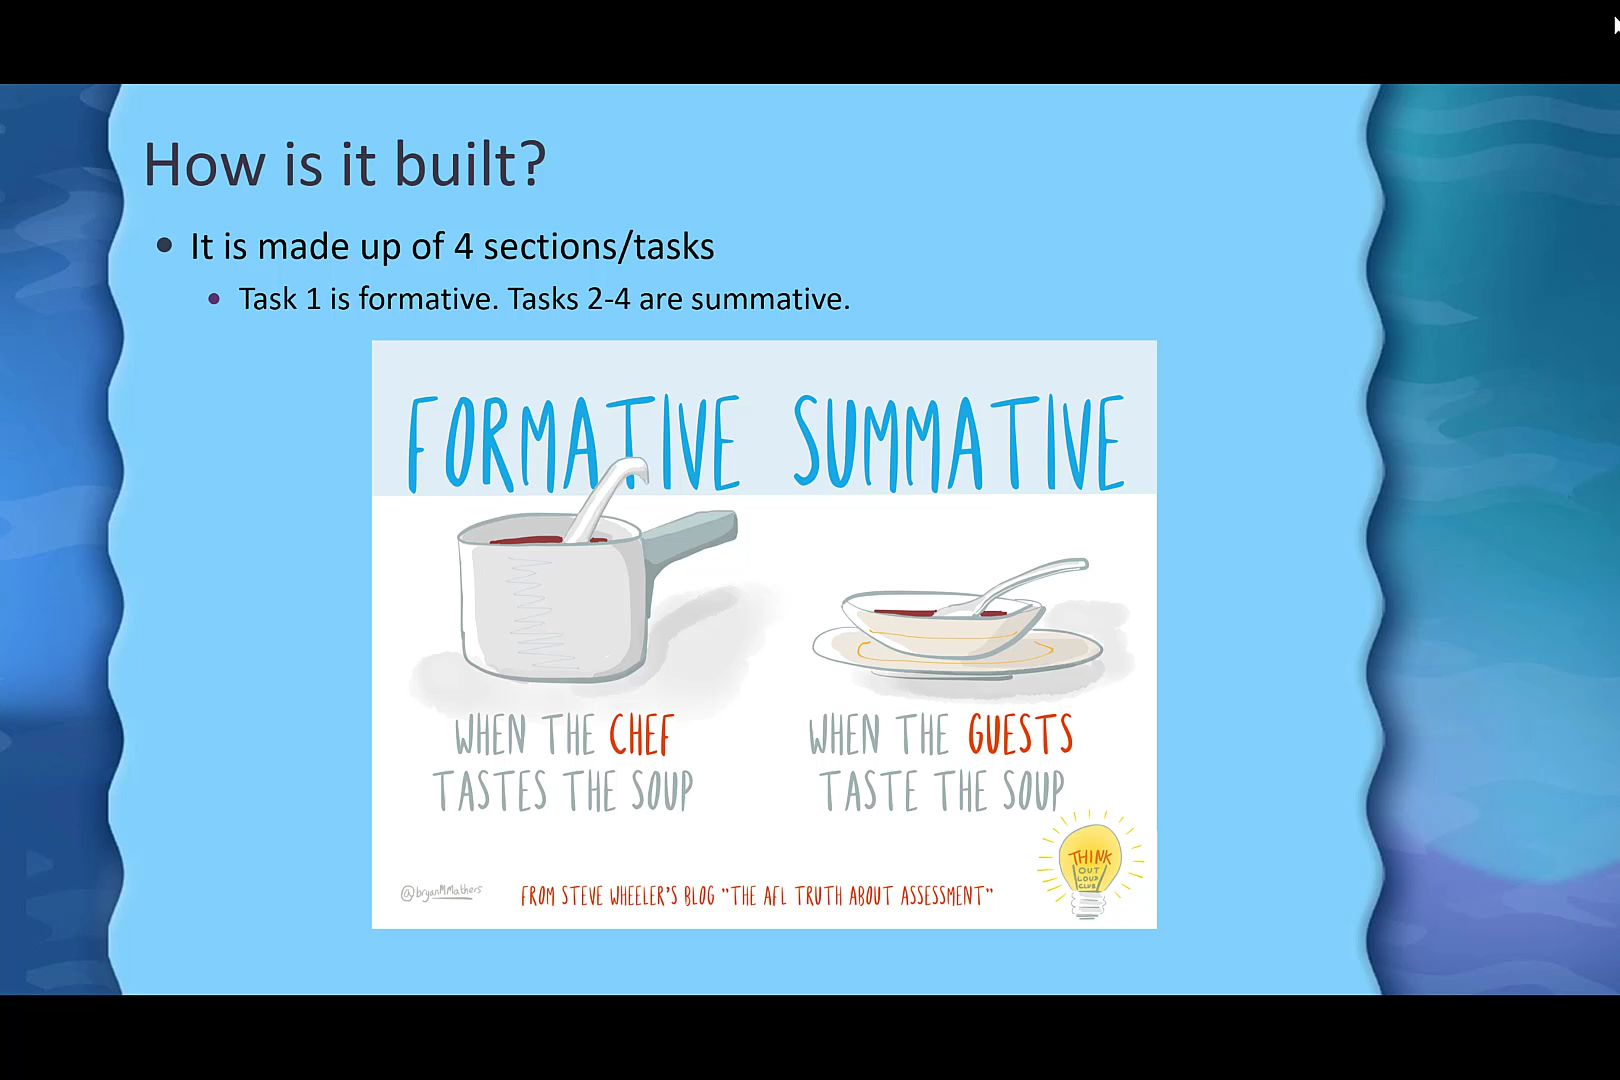 How is it built?
It is made up of 4 sections/tasks
Task 1 is formative. Tasks 2-4 are summative.
FORMATIVE SUMMATIVE
WHEN THE CHEF
TASTES THE SOUP
WHEN THE GUESTS
TASTE THE SOUP
THINK
OUT
LOUD
CLUB
@bryanMMathers
FROM STEVE WHEELER'S BLOG "THE AFL TRUTH ABOUT ASSESSMENT"